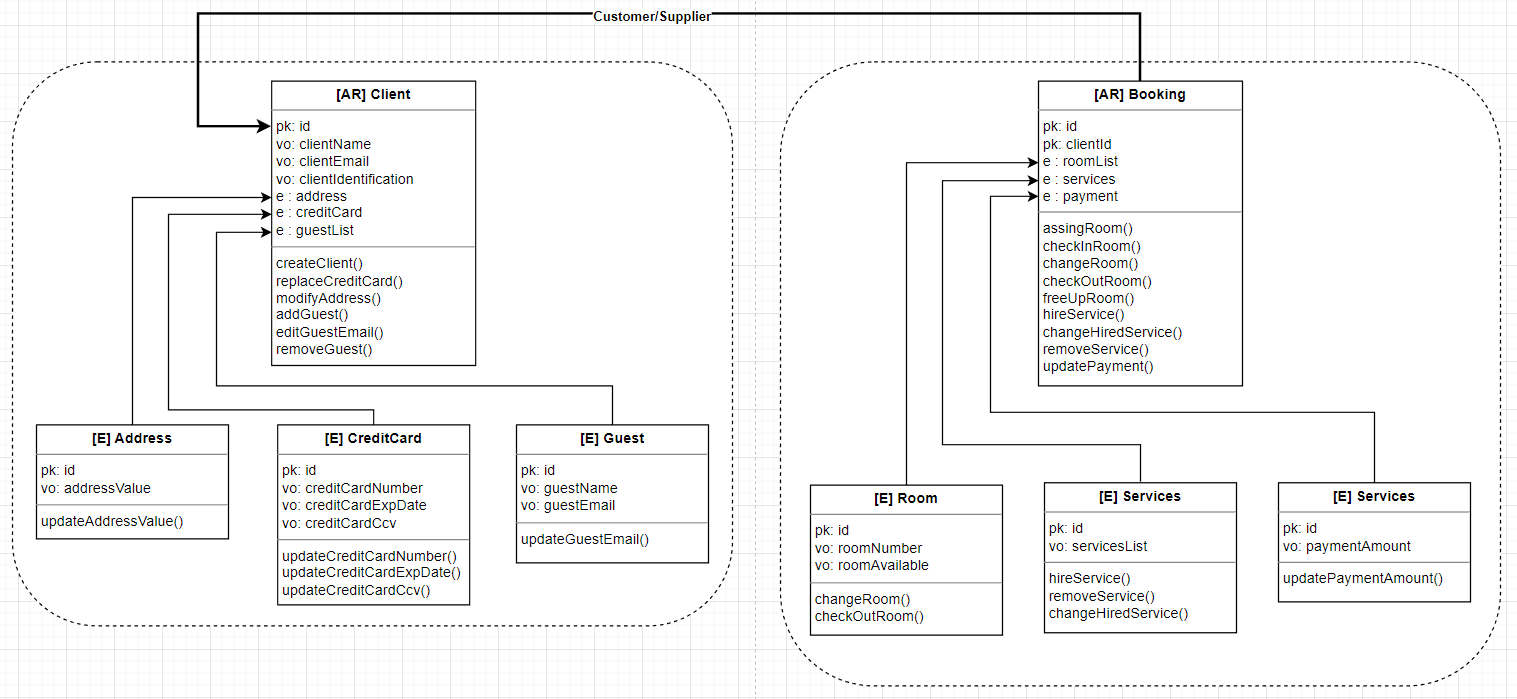 Customer/Supplier
[AR] Client
pk: id
vo: clientName
vo: clientEmail
vo: clientIdentification
e : address
e : creditCard
e : guestList
createClient()
replaceCreditCard()
modifyAddress()
addGuest()
editGuestEmail()
removeGuest()
[E] Address
pk: id
vo: addressValue
updateAddressValue()
[E] CreditCard
pk: id
vo: creditCardNumber
vo: creditCardExpDate
vo: creditCardCcv
updateCreditCardNumber()
updateCreditCardExpDate()
updateCreditCardCcv()
[E] Guest
pk: id
vo: guestName
vo: guestEmail
updateGuestEmail()
[AR] Booking
pk: id
pk: clientId
e : roomList
e : services
e : payment
assingRoom()
checkInRoom()
changeRoom()
checkOutRoom()
freeUpRoom()
hireService()
changeHiredService()
removeService()
updatePayment()
[E] Room
pk: id
vo: roomNumber
vo: roomAvailable
changeRoom()
checkOutRoom()
[E] Services
pk: id
vo: servicesList
hireService()
removeService()
changeHiredService()
[E] Services
pk: id
vo: paymentAmount
updatePaymentAmount()